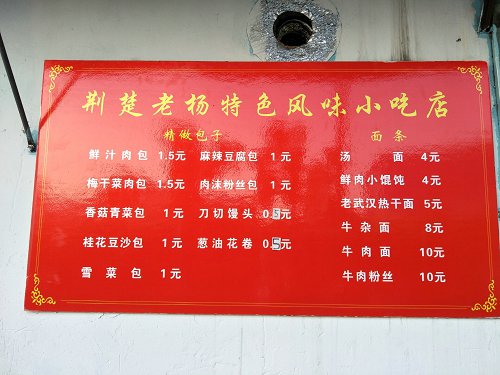 荆楚老杨特色风味小吃店
精做包子
鲜汁肉包 1.5元 麻辣豆腐包 1元
梅干菜肉包 1.5元 肉沫粉丝包 1元
香菇青菜包 1元 刀切馒头 0.5元
桂花豆沙包 1元 葱油花卷 0.5元
雪菜包 1元
面条
汤面 4元
鲜肉小馄饨 4元
老武汉热干面 5元
牛杂面 8元
牛肉面 10元
牛肉粉丝 10元